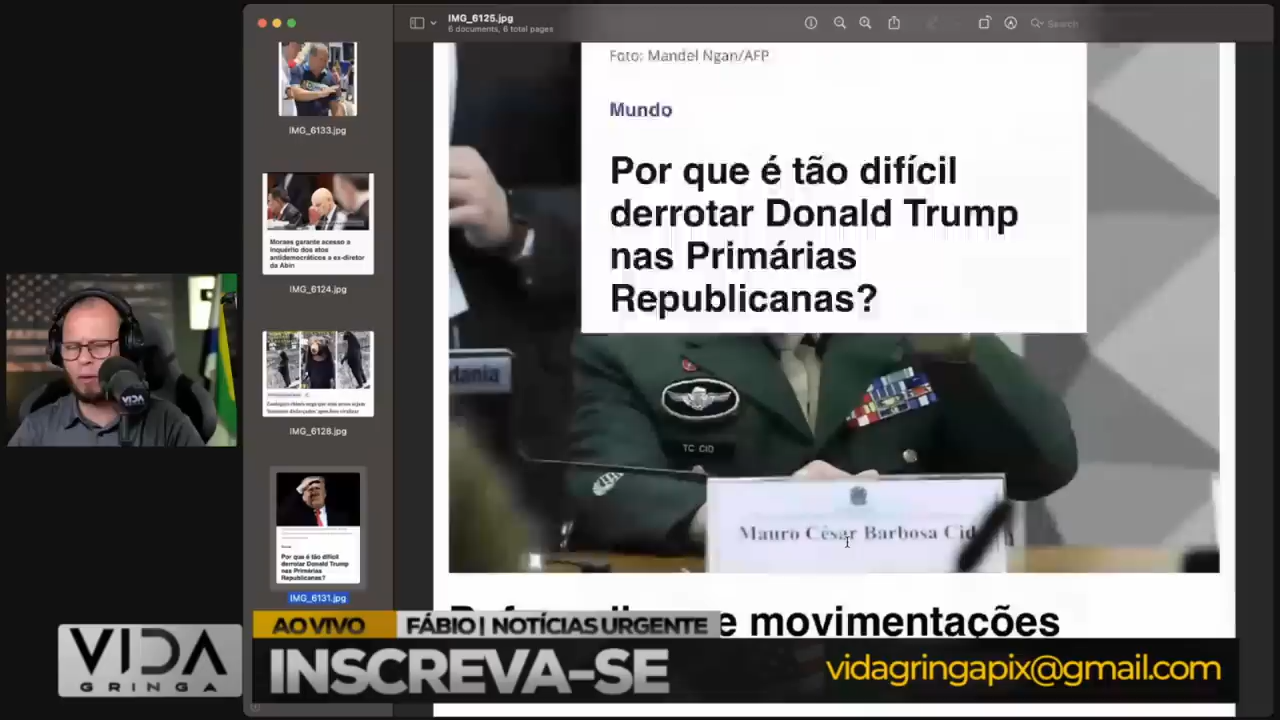 IMG_6125.jpg
6 documents, 6 total pages
Search
IMG_6133.jpg
Moraes garante acesso a
inquérito dos atos
antidemocráticos a ex-diretor
da Abin
IMG_6124.jpg
IMG_6128.jpg
Por que é tão difícil
derrotar Donald Trump
nas Primárias
Republicanas?
IMG_6131.jpg
Foto: Mandel Ngan/AFP
Mundo
Por que é tão difícil
derrotar Donald Trump
nas Primárias
Republicanas?
TC CID
Mauro César Barbosa Cid
e movimentações
VIDA
AO VIVO
FÁBIO | NOTÍCIAS URGENTE
INSCREVA-SE
vidagringapix@gmail.com
VIDA
GRINGA